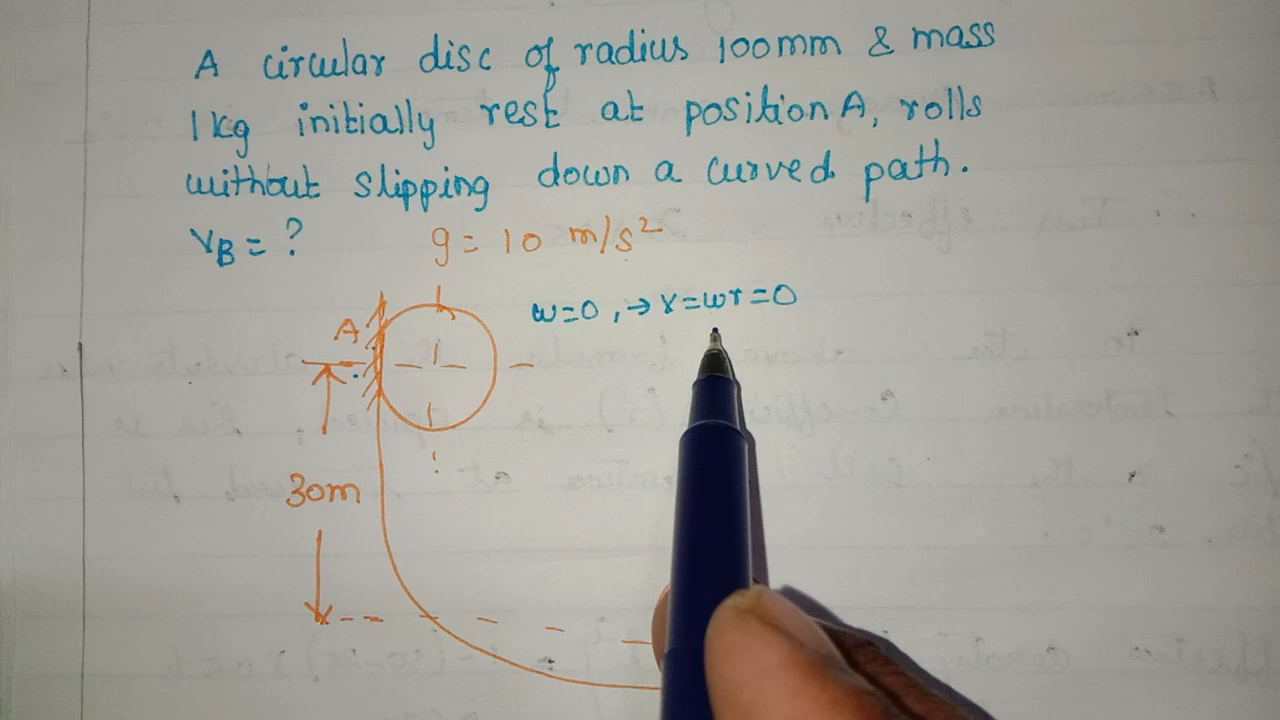 A circular disc of radius 100mm & mass
1kg initially rest at position A, rolls
without slipping down a curved path.
VB = ? g = 10 m/s²
ω=0, → V=ωr=0
A
30m